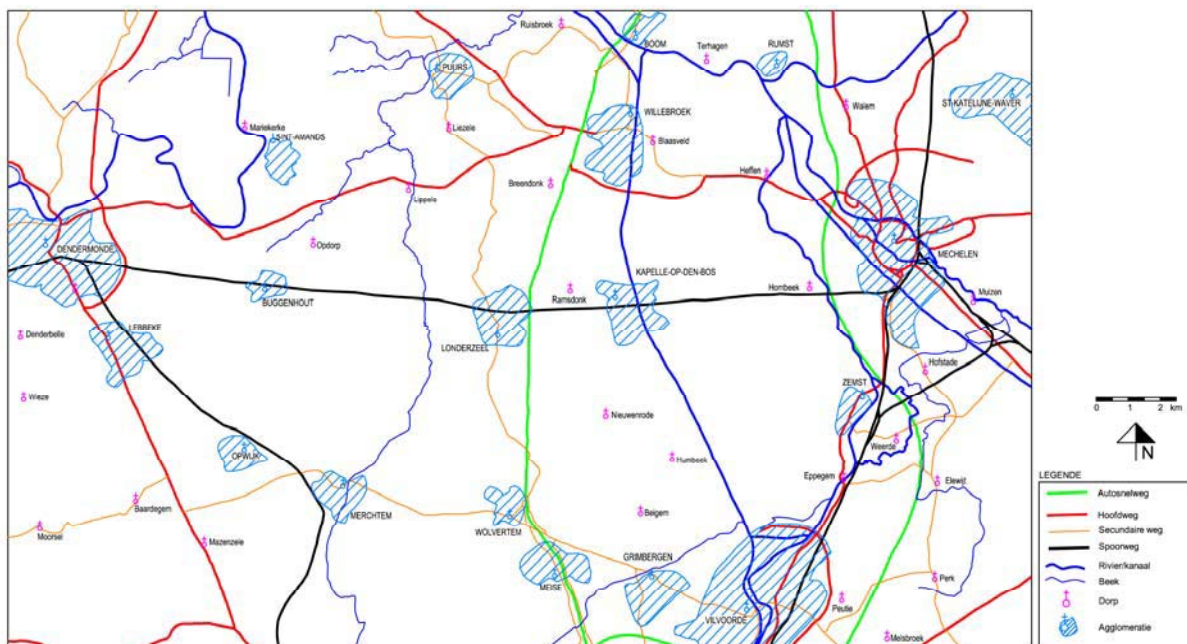 Ruisbroek
BOOM
Terhagen
RUMST
PUURS
ST-KATELIJNE-WAVER
Walem
WILLEBROEK
Mariekerke
SINT-AMANDS
Liezele
Blaasveld
Heffen
Breendonk
Lippelo
DENDERMONDE
Opdorp
MECHELEN
KAPELLE-OP-DEN-BOS
BUGGENHOUT
Ramsdonk
Hombeek
Muizen
Denderbelle
LEBBEKE
LONDERZEEL
Hofstade
ZEMST
Wieze
Nieuwenrode
Weerde
OPWIJK
Humbeek
Eppegem
Elewijt
Baardegem
MERCHTEM
Beigem
Moorsel
WOLVERTEM
Mazenzele
GRIMBERGEN
MEISE
Perk
Peutie
VILVOORDE
Melsbroek
0 1 2 km
N
LEGENDE
Autosnelweg
Hoofdweg
Secundaire weg
Spoorweg
Rivier/kanaal
Beek
Dorp
Agglomeratie